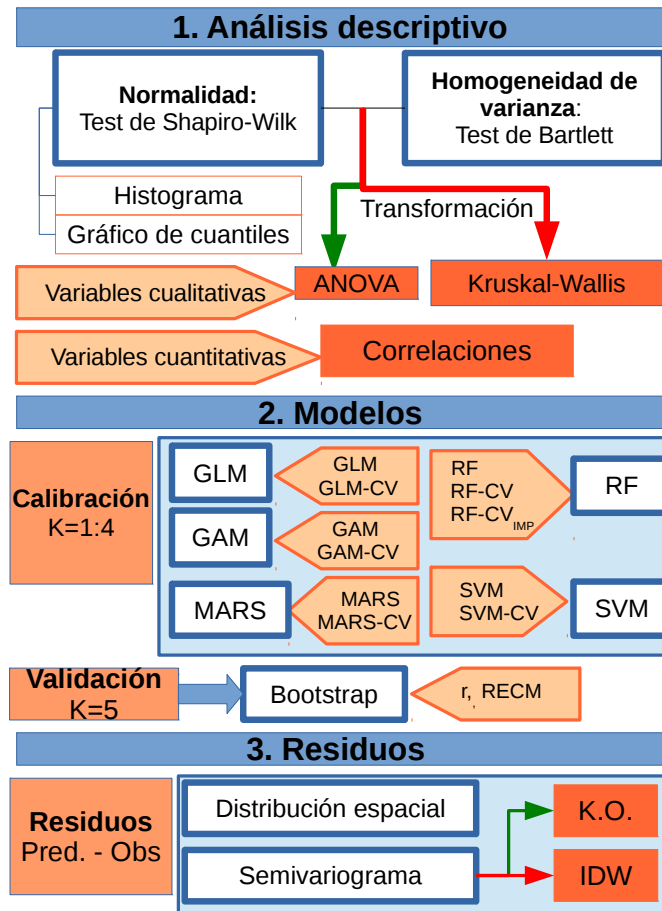 1. Análisis descriptivo
Normalidad:
Test de Shapiro-Wilk
Homogeneidad de
varianza:
Test de Bartlett
Histograma
Gráfico de cuantiles
Transformación
Variables cualitativas
ANOVA
Kruskal-Wallis
Variables cuantitativas
Correlaciones
2. Modelos
Calibración
K=1:4
GLM
GLM
GLM-CV
RF
RF-CV
RF-CV IMP
RF
GAM
GAM
GAM-CV
MARS
MARS
MARS-CV
SVM
SVM-CV
SVM
Validación
K=5
Bootstrap
r, RECM
3. Residuos
Residuos
Pred. - Obs
Distribución espacial
K.O.
Semivariograma
IDW